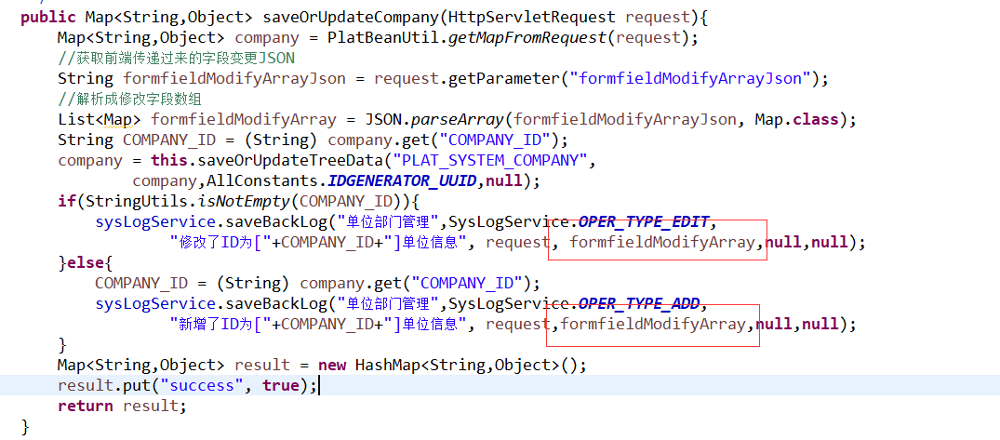 public Map<String,Object> saveOrUpdateCompany(HttpServletRequest request){
Map<String,Object> company = PlatBeanUtil.getMapFromRequest(request);
//获取前端传递过来的字段变更JSON
String formfieldModifyArrayJson = request.getParameter("formfieldModifyArrayJson");
//解析成修改字段数组
List<Map> formfieldModifyArray = JSON.parseArray(formfieldModifyArrayJson, Map.class);
String COMPANY_ID = (String) company.get("COMPANY_ID");
company = this.saveOrUpdateTreeData("PLAT_SYSTEM_COMPANY",
company,AllConstants.IDGENERATOR_UUID,null);
if(StringUtils.isNotEmpty(COMPANY_ID)){
sysLogService.saveBackLog("单位部门管理",SysLogService.OPER_TYPE_EDIT,
"修改了ID为["+COMPANY_ID+"]单位信息", request, formfieldModifyArray,null,null);
}else{
COMPANY_ID = (String) company.get("COMPANY_ID");
sysLogService.saveBackLog("单位部门管理",SysLogService.OPER_TYPE_ADD,
"新增了ID为["+COMPANY_ID+"]单位信息", request,formfieldModifyArray,null,null);
}
Map<String,Object> result = new HashMap<String,Object>();
result.put("success", true);
return result;
}